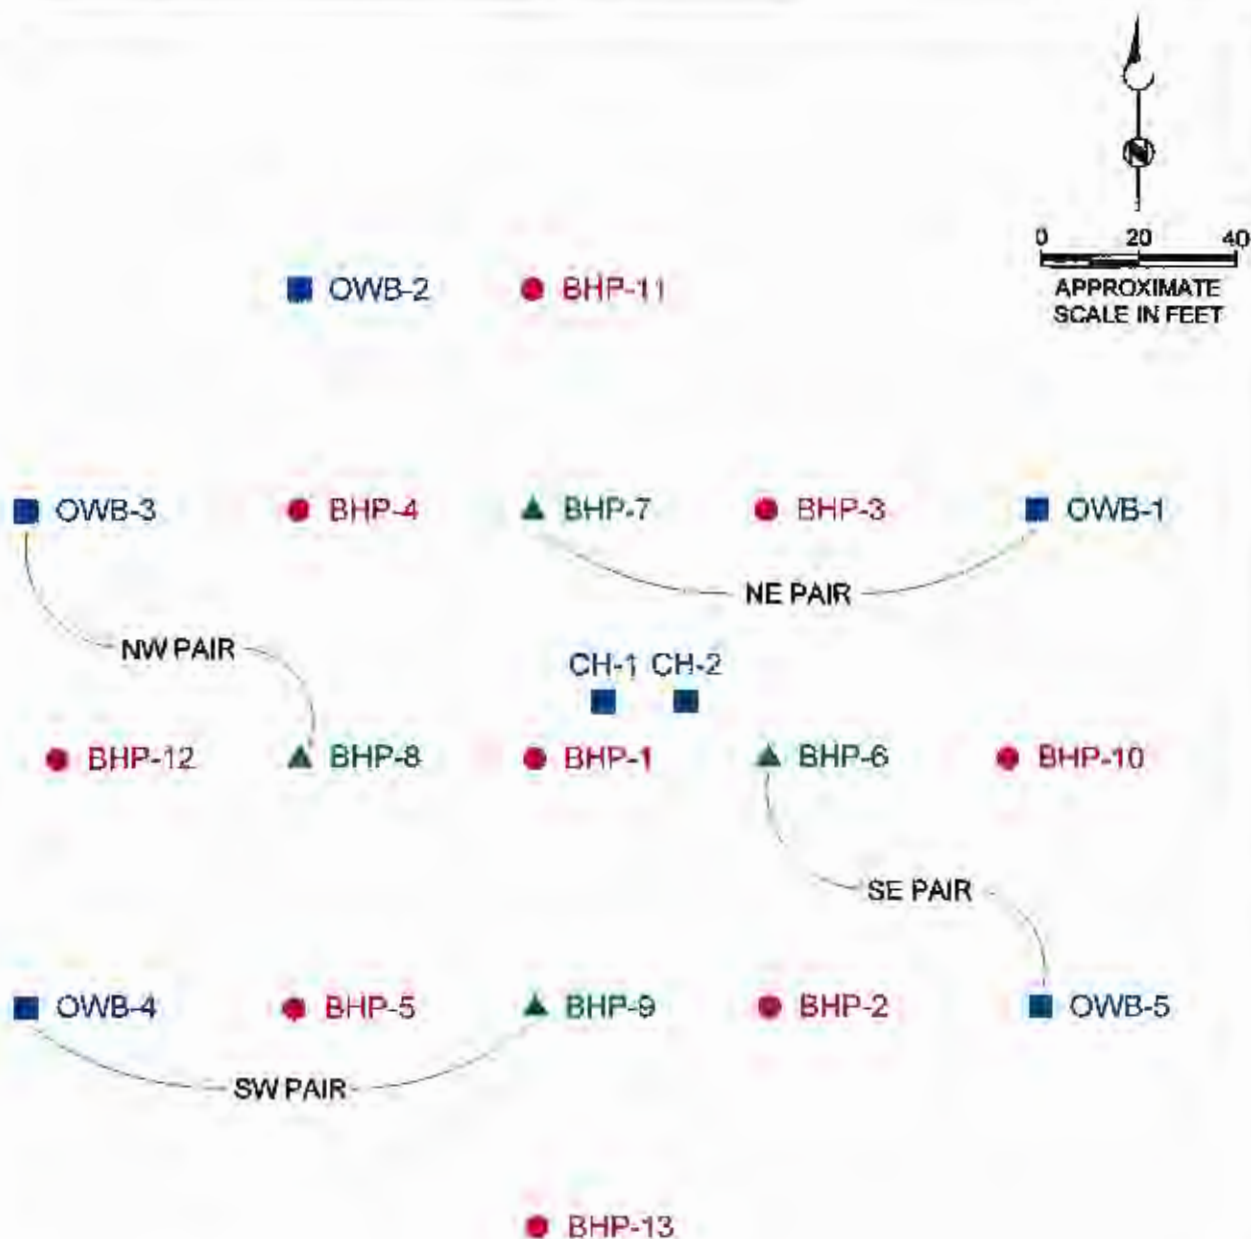 N
0 20 40
APPROXIMATE
SCALE IN FEET
OWB-2 BHP-11
OWB-3 BHP-4 BHP-7 BHP-3 OWB-1
NE PAIR
NW PAIR
CH-1 CH-2
BHP-12 BHP-8 BHP-1 BHP-6 BHP-10
SE PAIR
OWB-4 BHP-5 BHP-9 BHP-2 OWB-5
SW PAIR
BHP-13